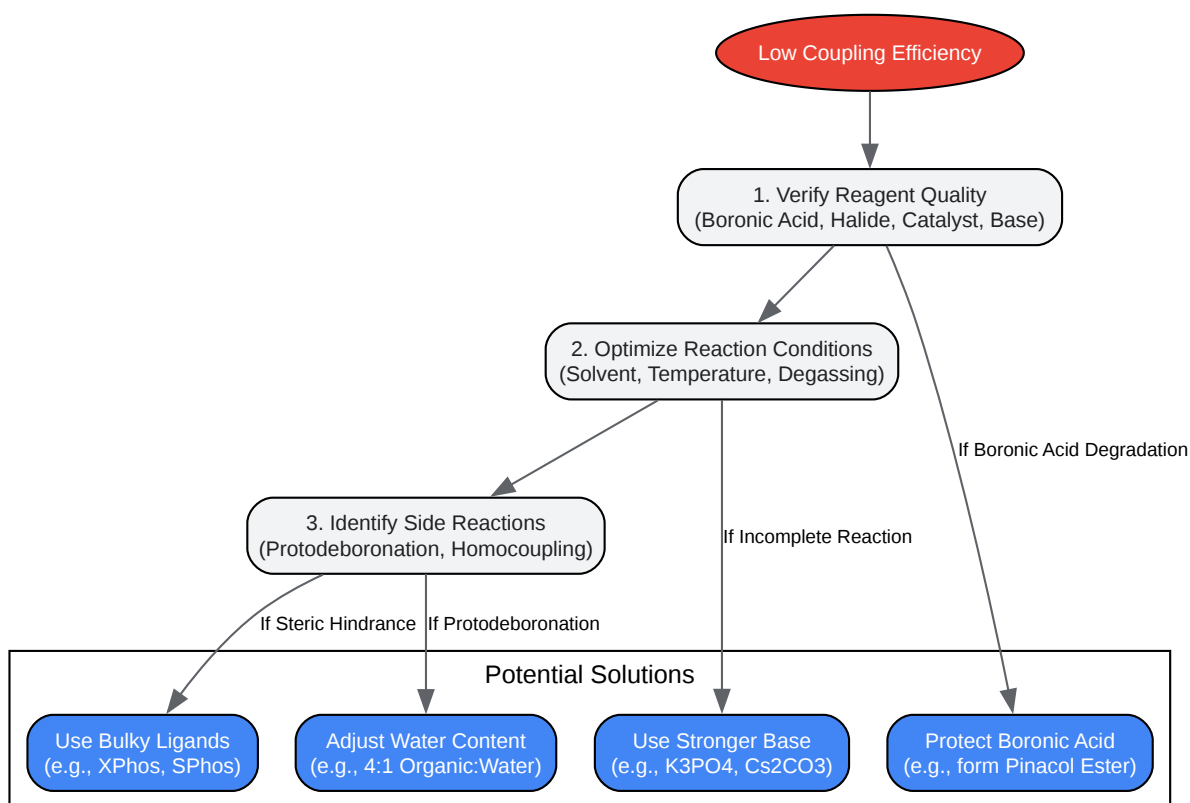 Low Coupling Efficiency
1. Verify Reagent Quality
(Boronic Acid, Halide, Catalyst, Base)
2. Optimize Reaction Conditions
(Solvent, Temperature, Degassing)
If Boronic Acid Degradation
3. Identify Side Reactions
(Protodeboronation, Homocoupling)
If Incomplete Reaction
If Steric Hindrance
If Protodeboronation
Potential Solutions
Use Bulky Ligands
(e.g., XPhos, SPhos)
Adjust Water Content
(e.g., 4:1 Organic:Water)
Use Stronger Base
(e.g., K3PO4, Cs2CO3)
Protect Boronic Acid
(e.g., form Pinacol Ester)